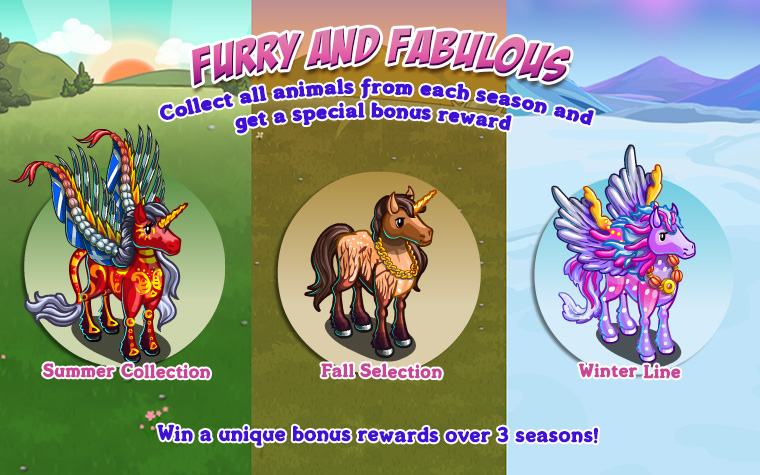 FURRY AND FABULOUS
Collect all animals from each season and
get a special bonus reward
Summer Collection
Fall Selection
Winter Line
Win a unique bonus rewards over 3 seasons!